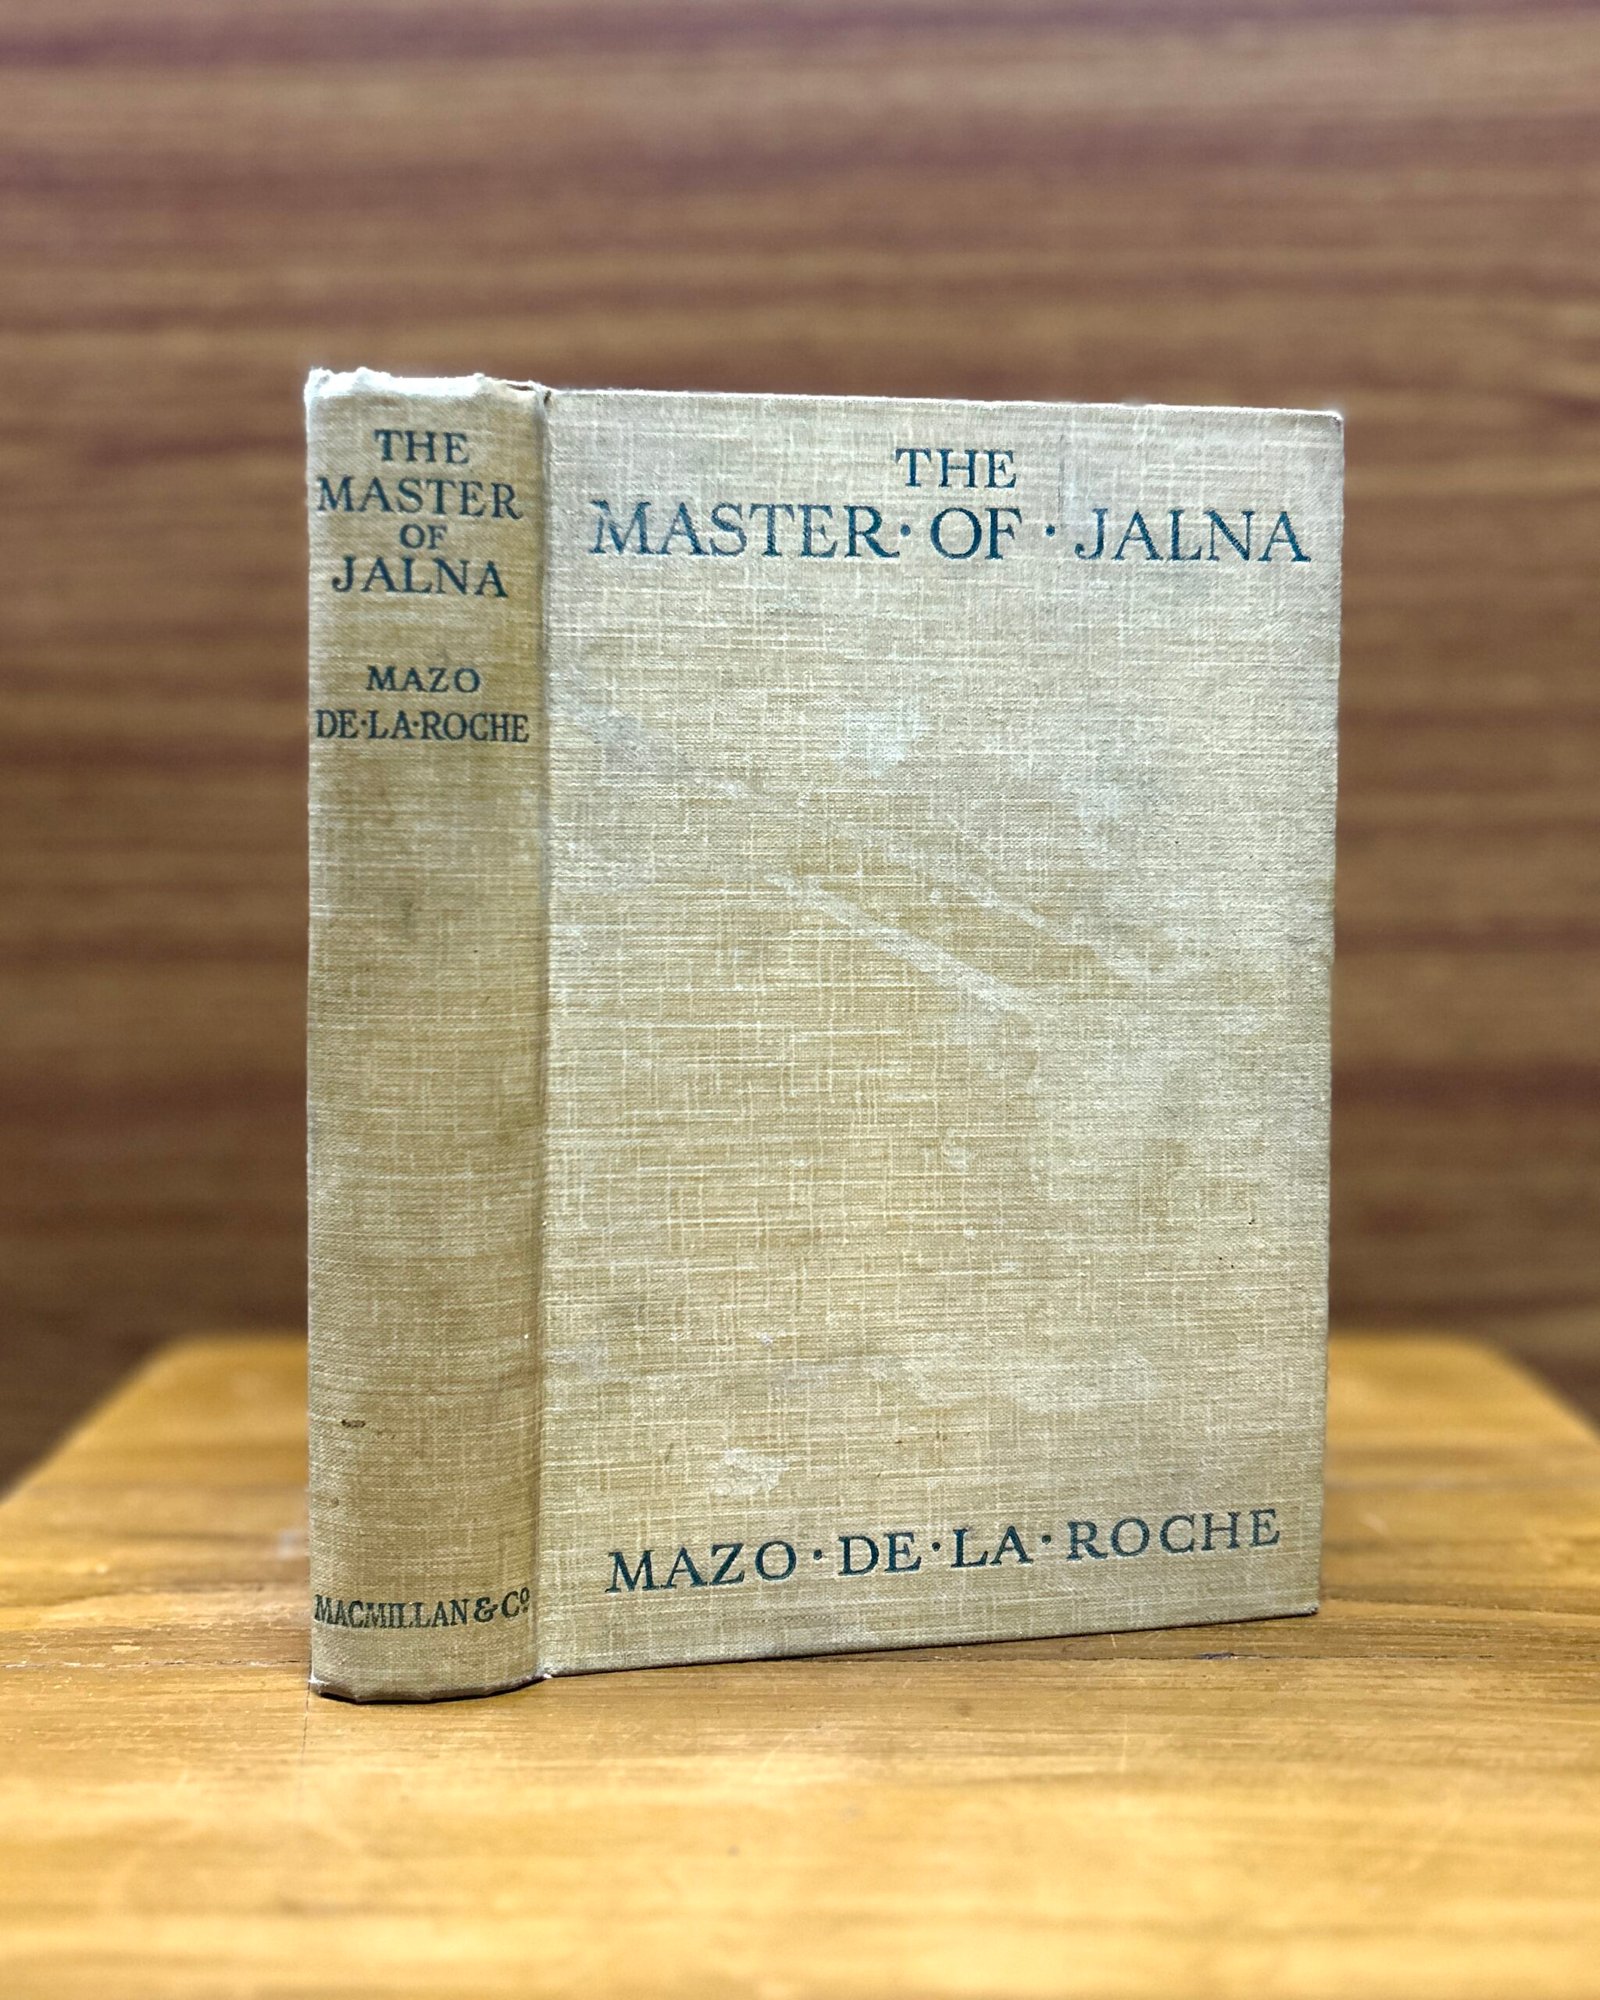 THE
MASTER
OF
JALNA
MAZO
DE·LA·ROCHE
MACMILLAN & Cº
THE
MASTER·OF·JALNA
MAZO·DE·LA·ROCHE